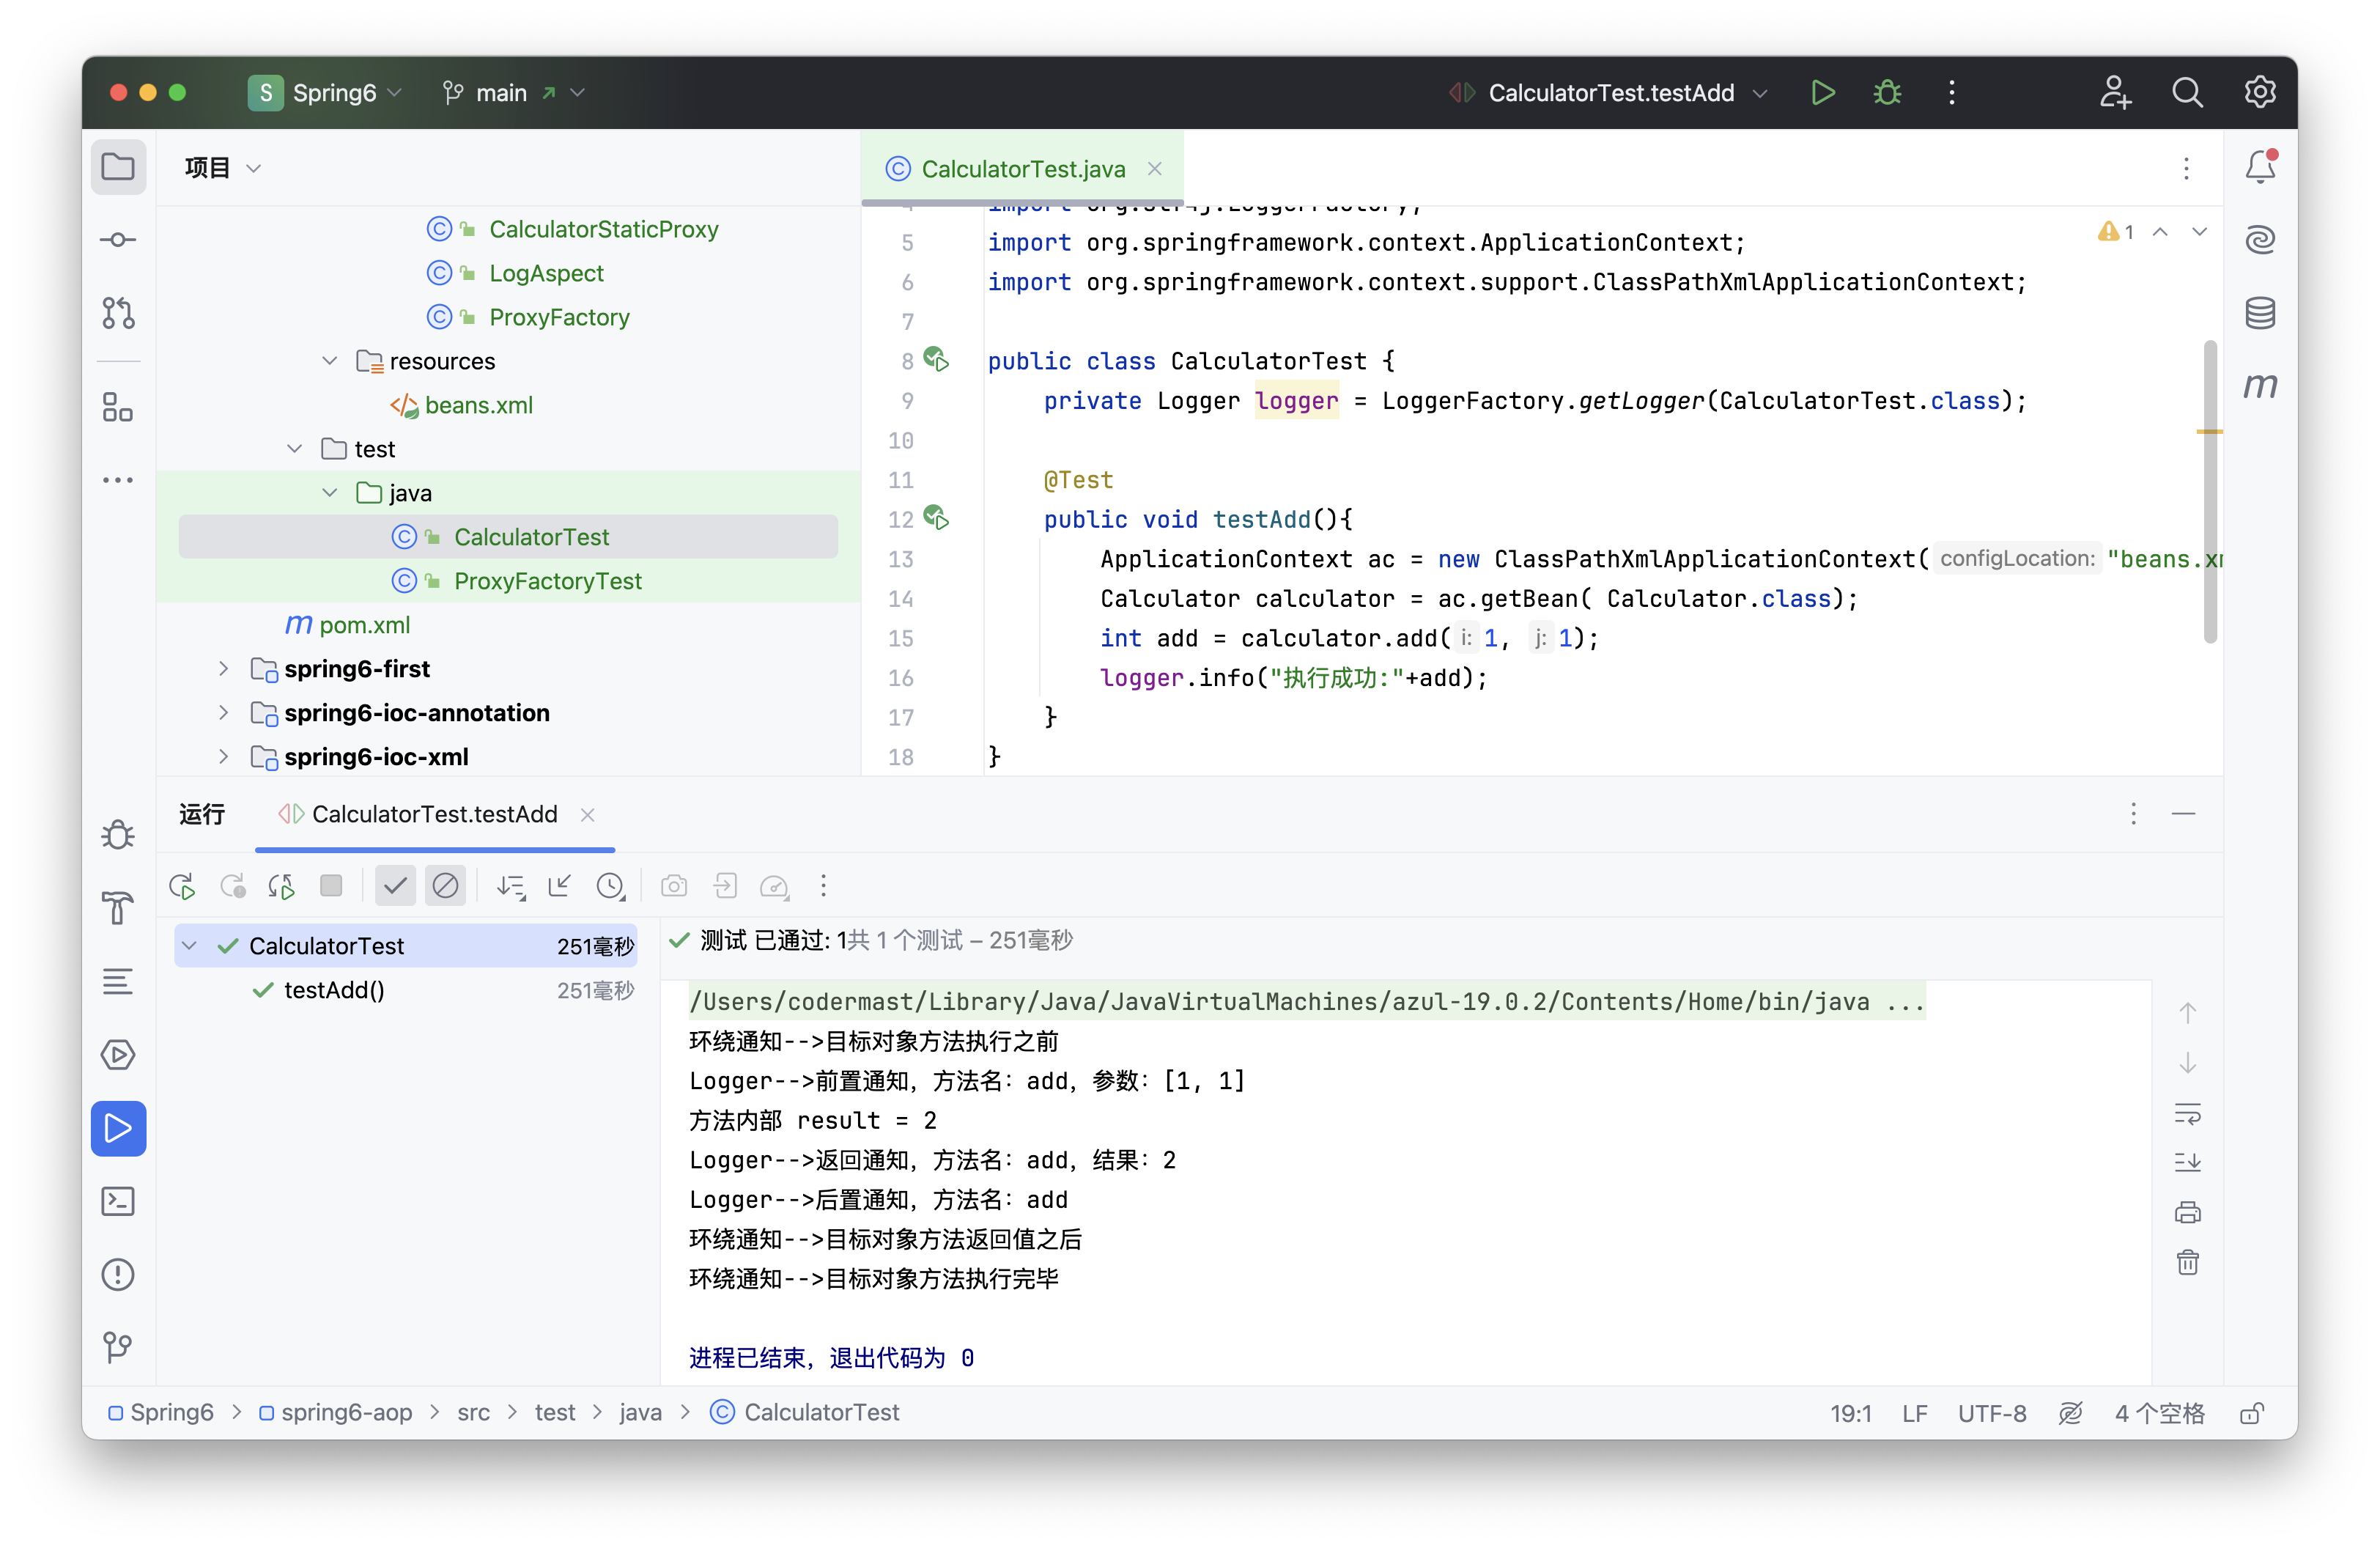 S Spring6 main CalculatorTest.testAdd
项目
CalculatorTest.java
CalculatorStaticProxy
LogAspect
ProxyFactory
resources
beans.xml
test
java
CalculatorTest
ProxyFactoryTest
pom.xml
spring6-first
spring6-ioc-annotation
spring6-ioc-xml
4 import org.slf4j.LoggerFactory;
5 import org.springframework.context.ApplicationContext;
6 import org.springframework.context.support.ClassPathXmlApplicationContext;
7
8 public class CalculatorTest {
9 private Logger logger = LoggerFactory.getLogger(CalculatorTest.class);
10
11 @Test
12 public void testAdd(){
13 ApplicationContext ac = new ClassPathXmlApplicationContext( configLocation: "beans.xm
14 Calculator calculator = ac.getBean( Calculator.class);
15 int add = calculator.add( i: 1, j: 1);
16 logger.info("执行成功:"+add);
17 }
18 }
1
m
运行 CalculatorTest.testAdd
CalculatorTest 251毫秒
testAdd() 251毫秒
测试 已通过: 1共 1 个测试 – 251毫秒
/Users/codermast/Library/Java/JavaVirtualMachines/azul-19.0.2/Contents/Home/bin/java ...
环绕通知-->目标对象方法执行之前
Logger-->前置通知，方法名：add，参数：[1, 1]
方法内部 result = 2
Logger-->返回通知，方法名：add，结果：2
Logger-->后置通知，方法名：add
环绕通知-->目标对象方法返回值之后
环绕通知-->目标对象方法执行完毕
进程已结束，退出代码为 0
Spring6 > spring6-aop > src > test > java > CalculatorTest 19:1 LF UTF-8 4 个空格